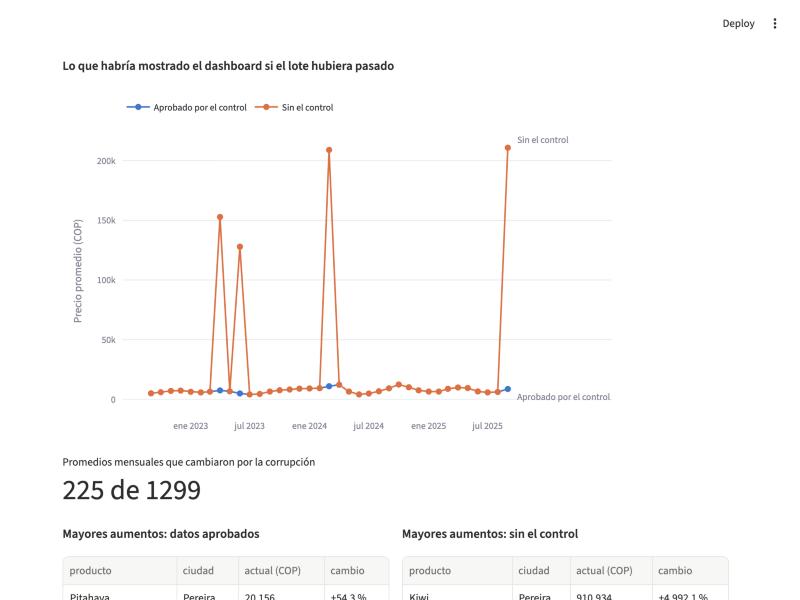 Deploy
Lo que habría mostrado el dashboard si el lote hubiera pasado
Aprobado por el control Sin el control
Sin el control
200k
150k
100k
50k
0
Precio promedio (COP)
Aprobado por el control
ene 2023 jul 2023 ene 2024 jul 2024 ene 2025 jul 2025
Promedios mensuales que cambiaron por la corrupción
225 de 1299
Mayores aumentos: datos aprobados
producto ciudad actual (COP) cambio
Pitahaya Pereira 20.156 +54,3 %
Mayores aumentos: sin el control
producto ciudad actual (COP) cambio
Kiwi Pereira 910.934 +4.992,1 %